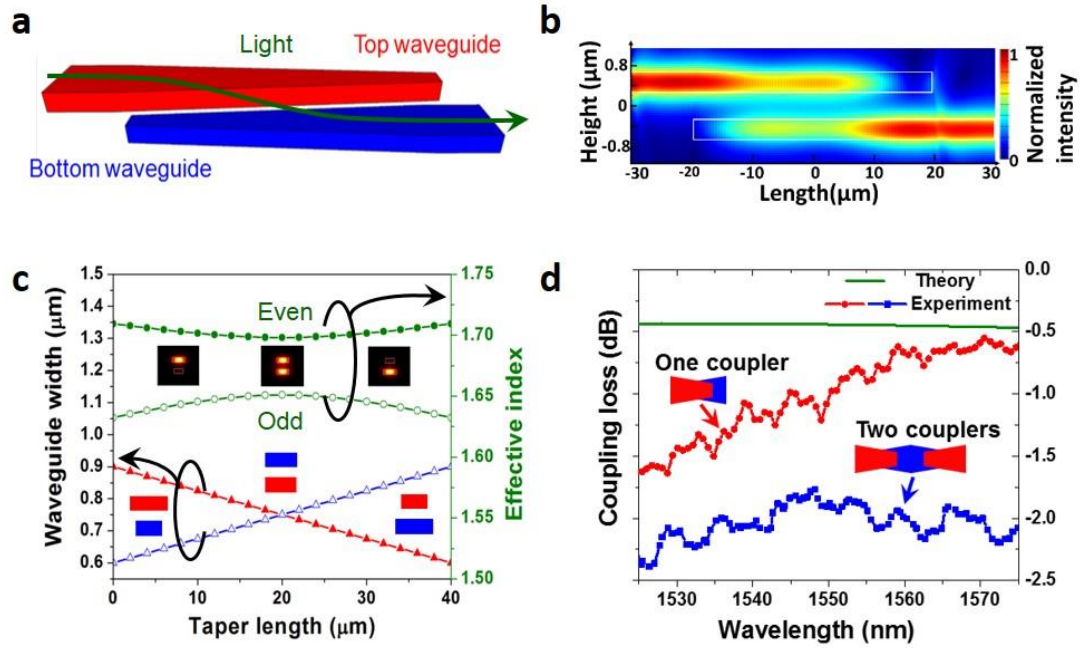 a
Light
Top waveguide
Bottom waveguide
b
Height (μm)
0.8
0
-0.8
-30
-20
-10
0
10
20
30
Length(μm)
1
0
Normalized
intensity
c
Waveguide width (μm)
1.5
1.4
1.3
1.2
1.1
1.0
0.9
0.8
0.7
0.6
Even
Odd
1.75
1.70
1.65
1.60
1.55
1.50
Effective index
0
10
20
30
40
Taper length (μm)
d
Coupling loss (dB)
Theory
Experiment
One coupler
Two couplers
0.0
-0.5
-1.0
-1.5
-2.0
-2.5
1530
1540
1550
1560
1570
Wavelength (nm)